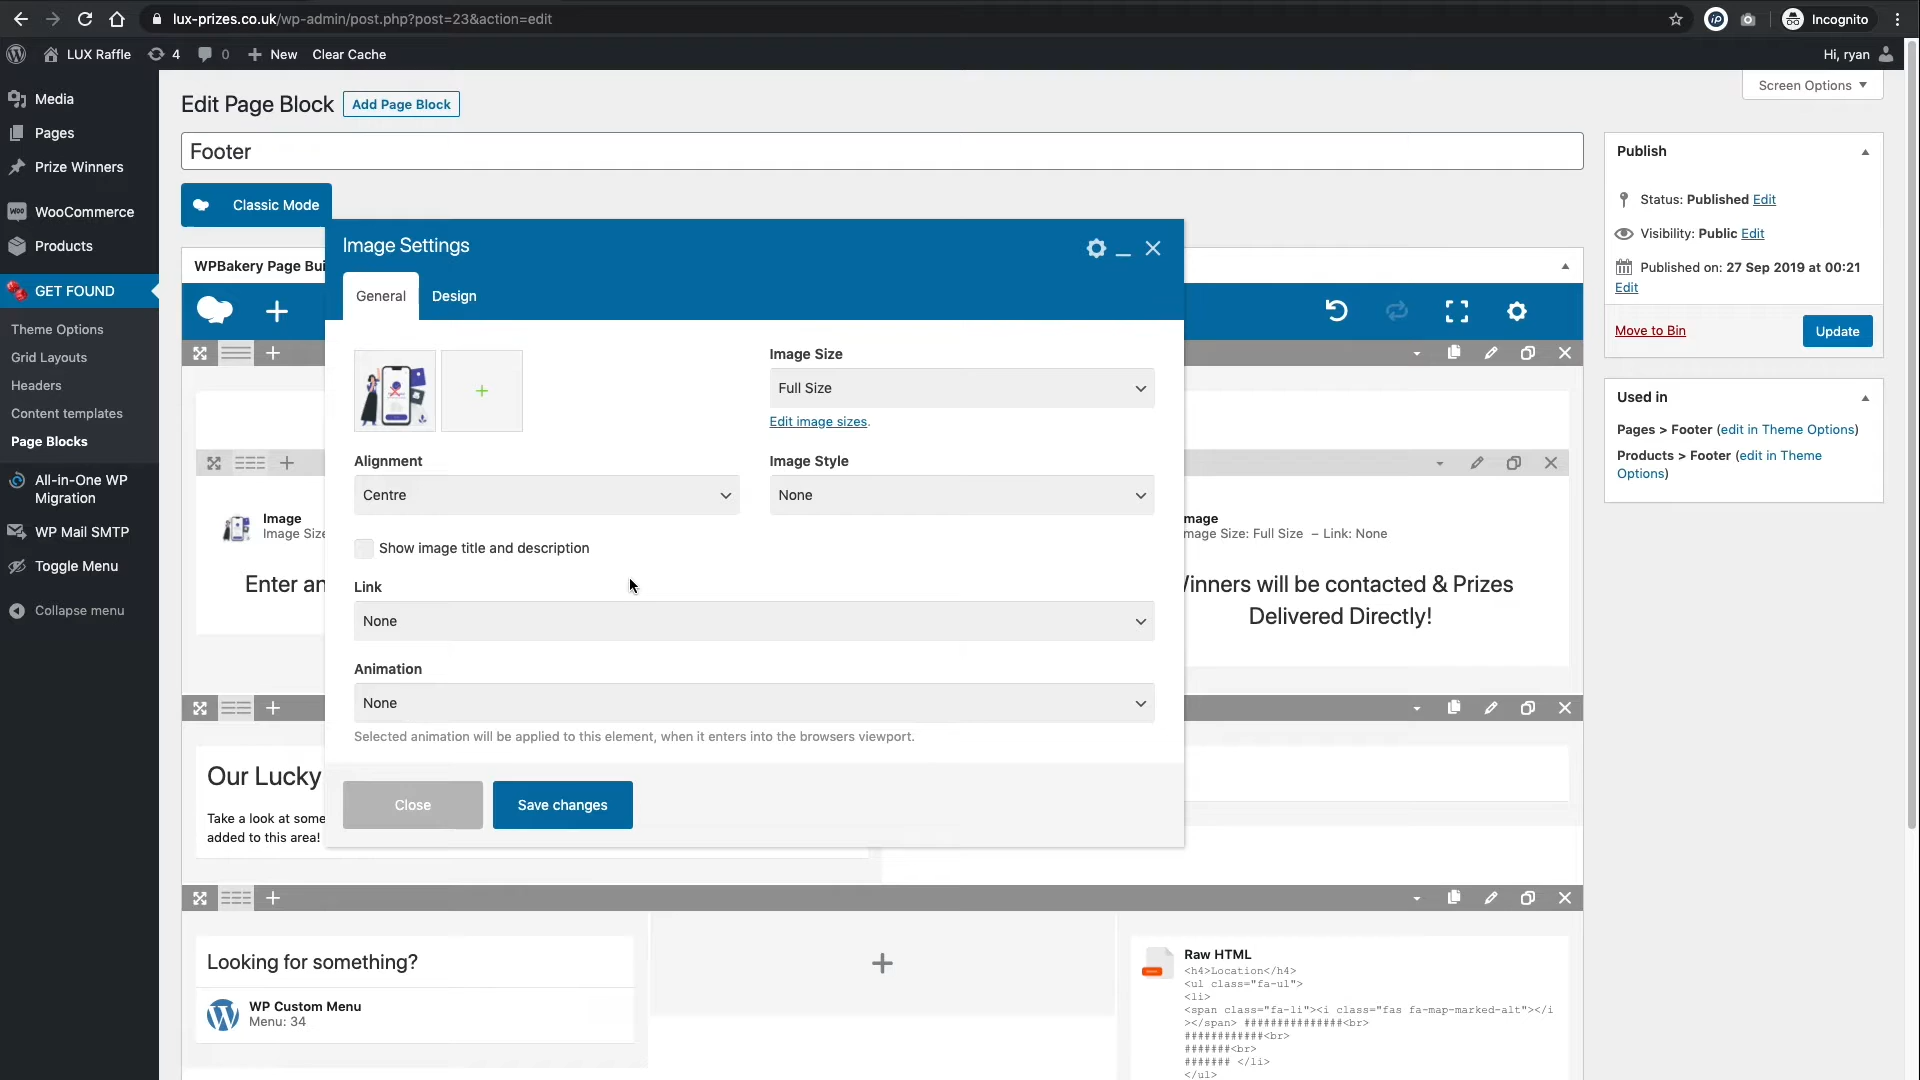 lux-prizes.co.uk/wp-admin/post.php?post=23&action=edit
Incognito
LUX Raffle
4
0
New
Clear Cache
Hi, ryan
Media
Pages
Prize Winners
WooCommerce
Products
GET FOUND
Theme Options
Grid Layouts
Headers
Content templates
Page Blocks
All-in-One WP
Migration
WP Mail SMTP
Toggle Menu
Collapse menu
Edit Page Block
Add Page Block
Screen Options
Footer
Classic Mode
WPBakery Page Bui
Image Settings
General
Design
Image Size
Full Size
Edit image sizes.
Alignment
Centre
Image Style
None
Show image title and description
Link
None
Animation
None
Selected animation will be applied to this element, when it enters into the browsers viewport.
Close
Save changes
Image
Image Size
Enter an
mage
mage Size: Full Size – Link: None
inners will be contacted & Prizes
Delivered Directly!
Our Lucky
Take a look at some
added to this area!
Looking for something?
WP Custom Menu
Menu: 34
Raw HTML
<h4>Location</h4>
<ul class="fa-ul">
<li>
<span class="fa-li"><i class="fas fa-map-marked-alt"></i
></span> ###############<br>
############<br>
#######<br>
####### </li>
</ul>
Publish
Status: Published Edit
Visibility: Public Edit
Published on: 27 Sep 2019 at 00:21
Edit
Move to Bin
Update
Used in
Pages > Footer (edit in Theme Options)
Products > Footer (edit in Theme
Options)